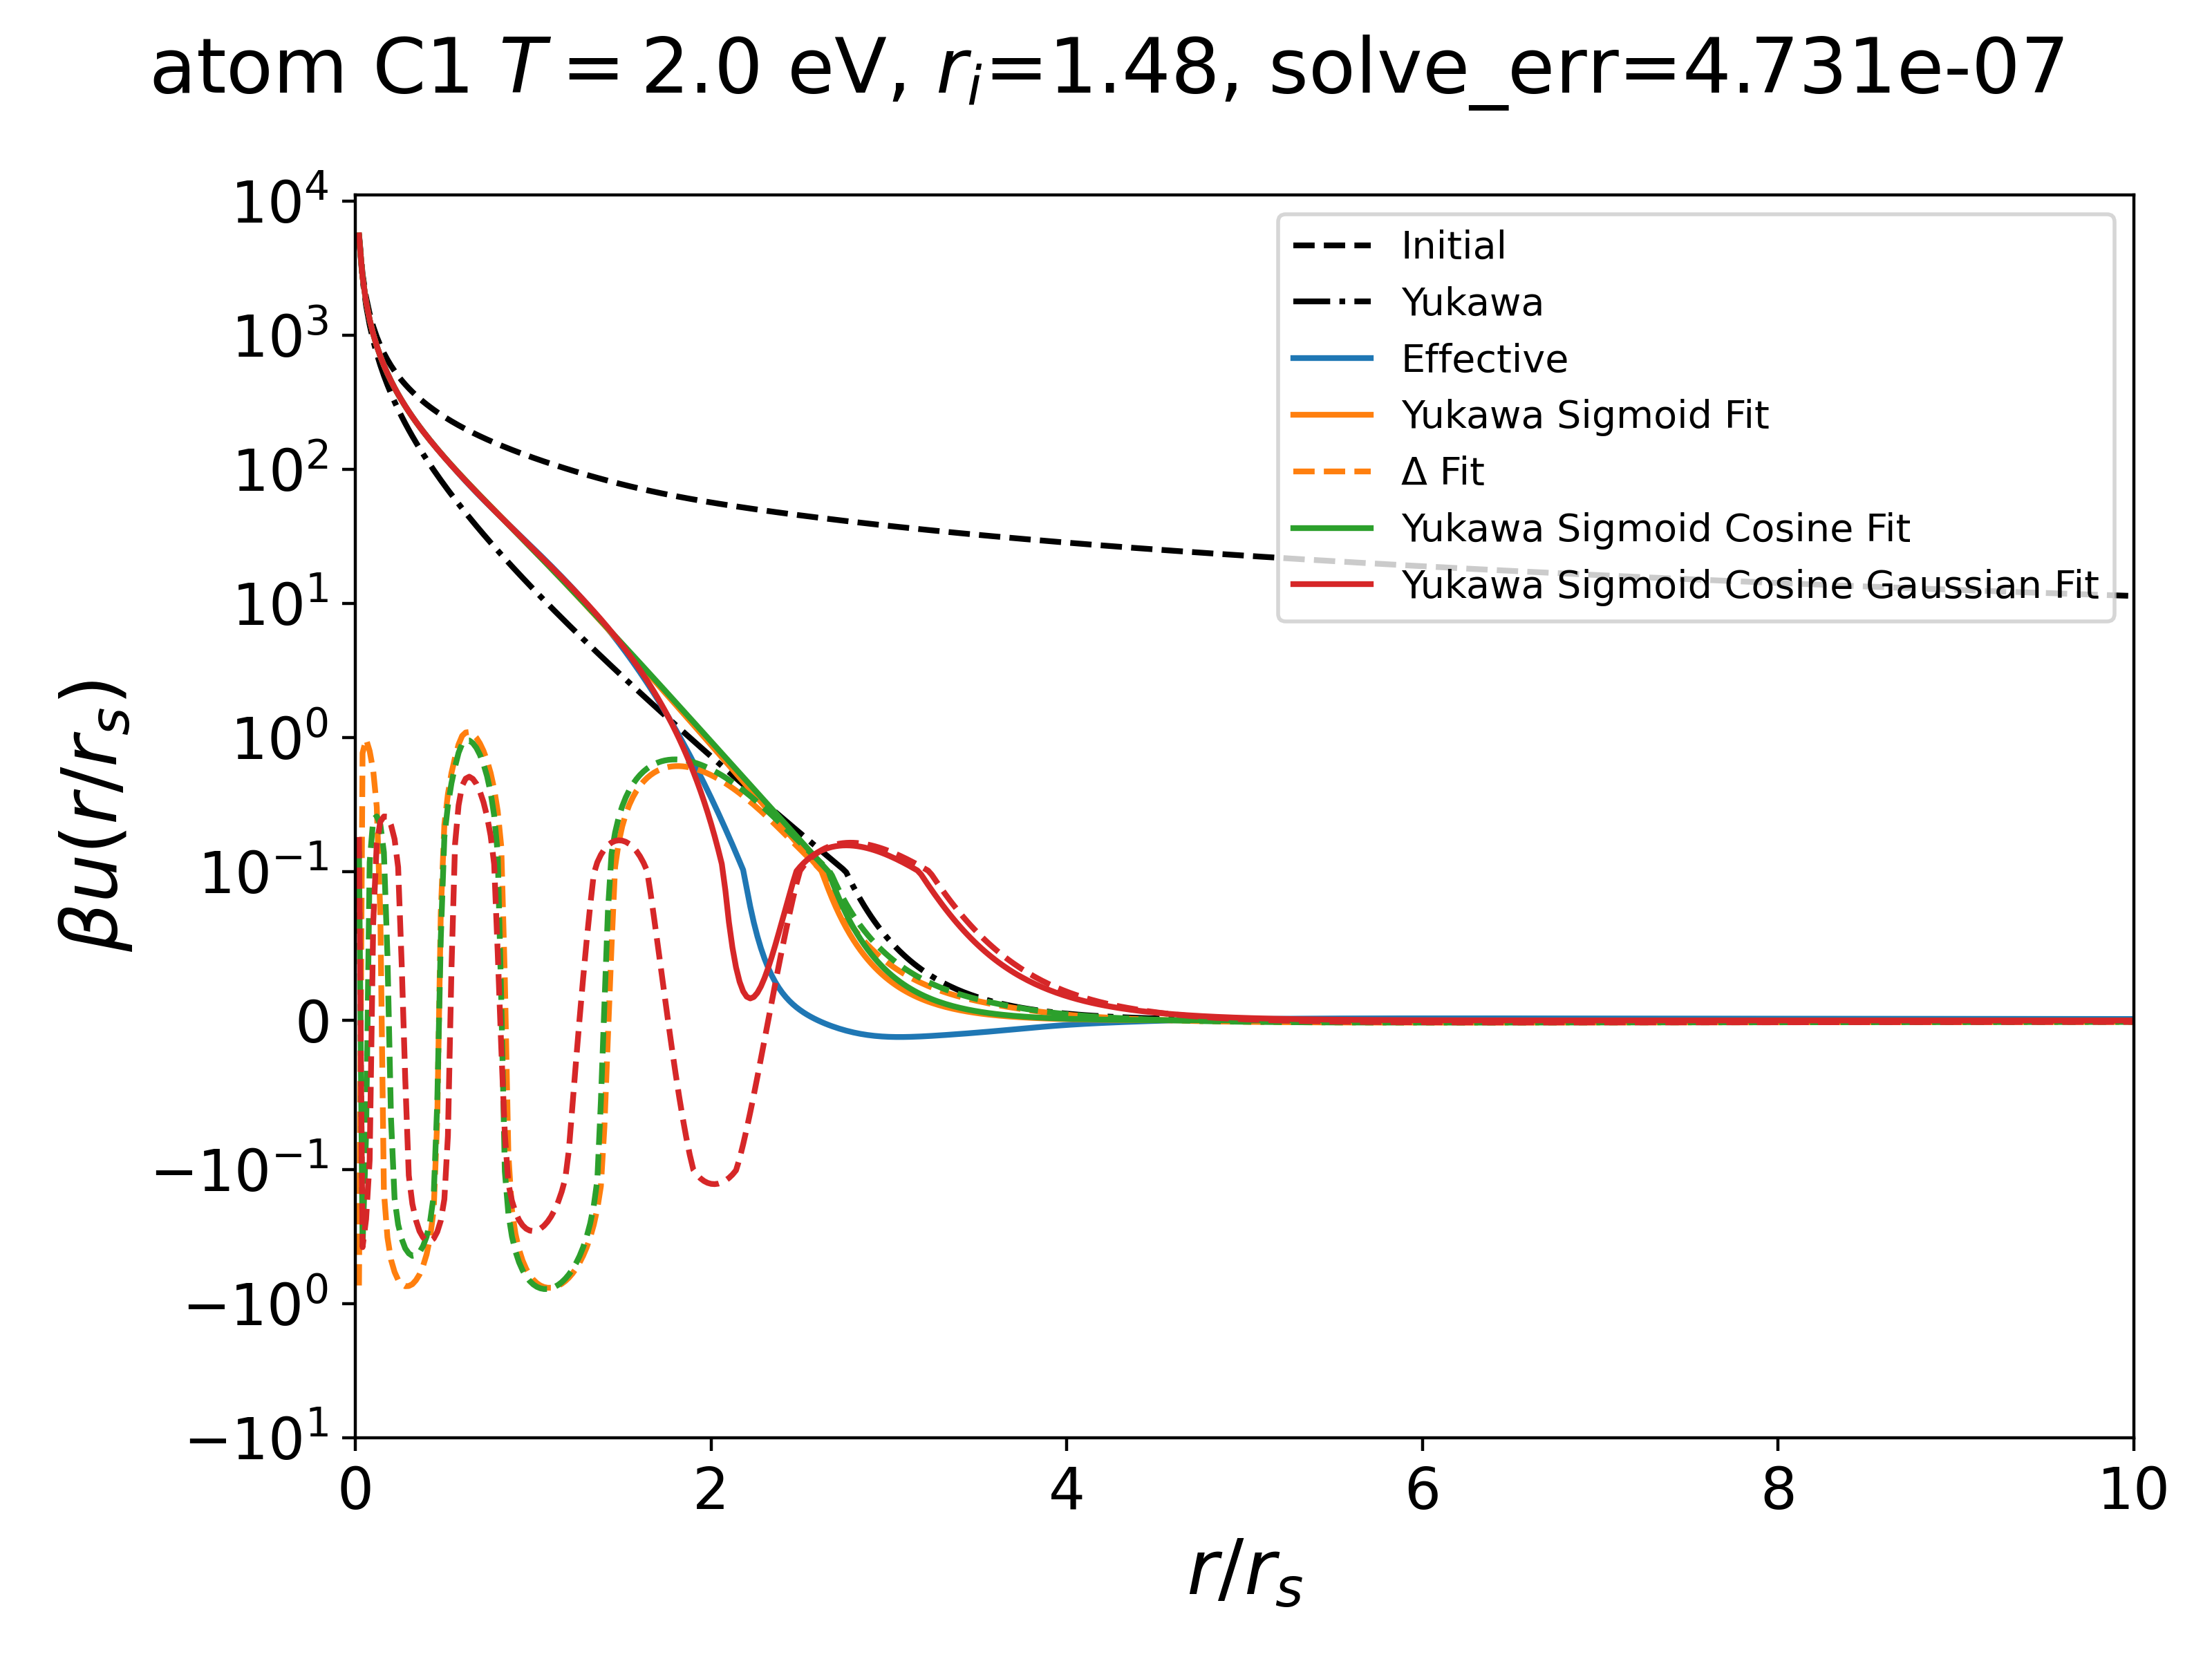 atom C1 T = 2.0 eV, r_i=1.48, solve_err=4.731e-07
10^4
10^3
10^2
10^1
10^0
10^−1
0
−10^−1
−10^0
−10^1
βu(r/r_s)
Initial
Yukawa
Effective
Yukawa Sigmoid Fit
Δ Fit
Yukawa Sigmoid Cosine Fit
Yukawa Sigmoid Cosine Gaussian Fit
0 2 4 6 8 10
r/r_s